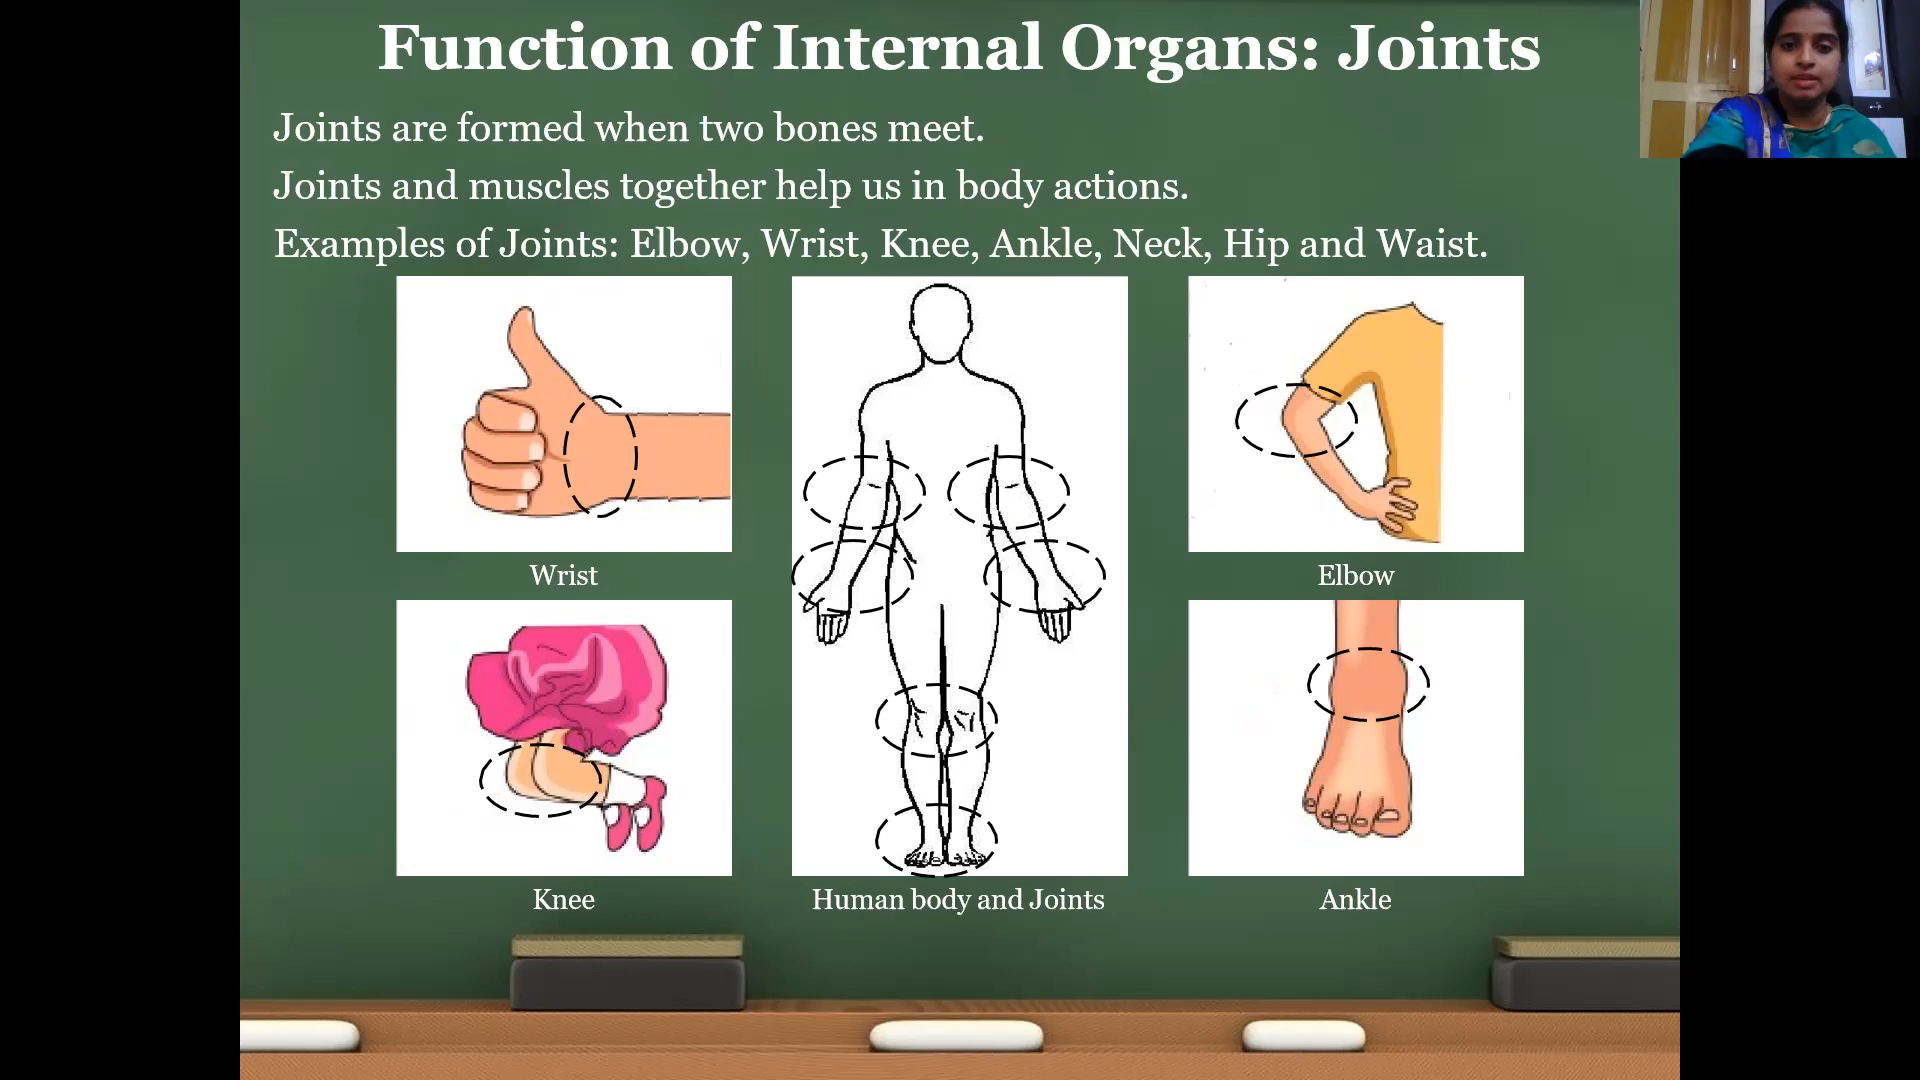 Function of Internal Organs: Joints
Joints are formed when two bones meet.
Joints and muscles together help us in body actions.
Examples of Joints: Elbow, Wrist, Knee, Ankle, Neck, Hip and Waist.
Wrist
Elbow
Knee
Human body and Joints
Ankle